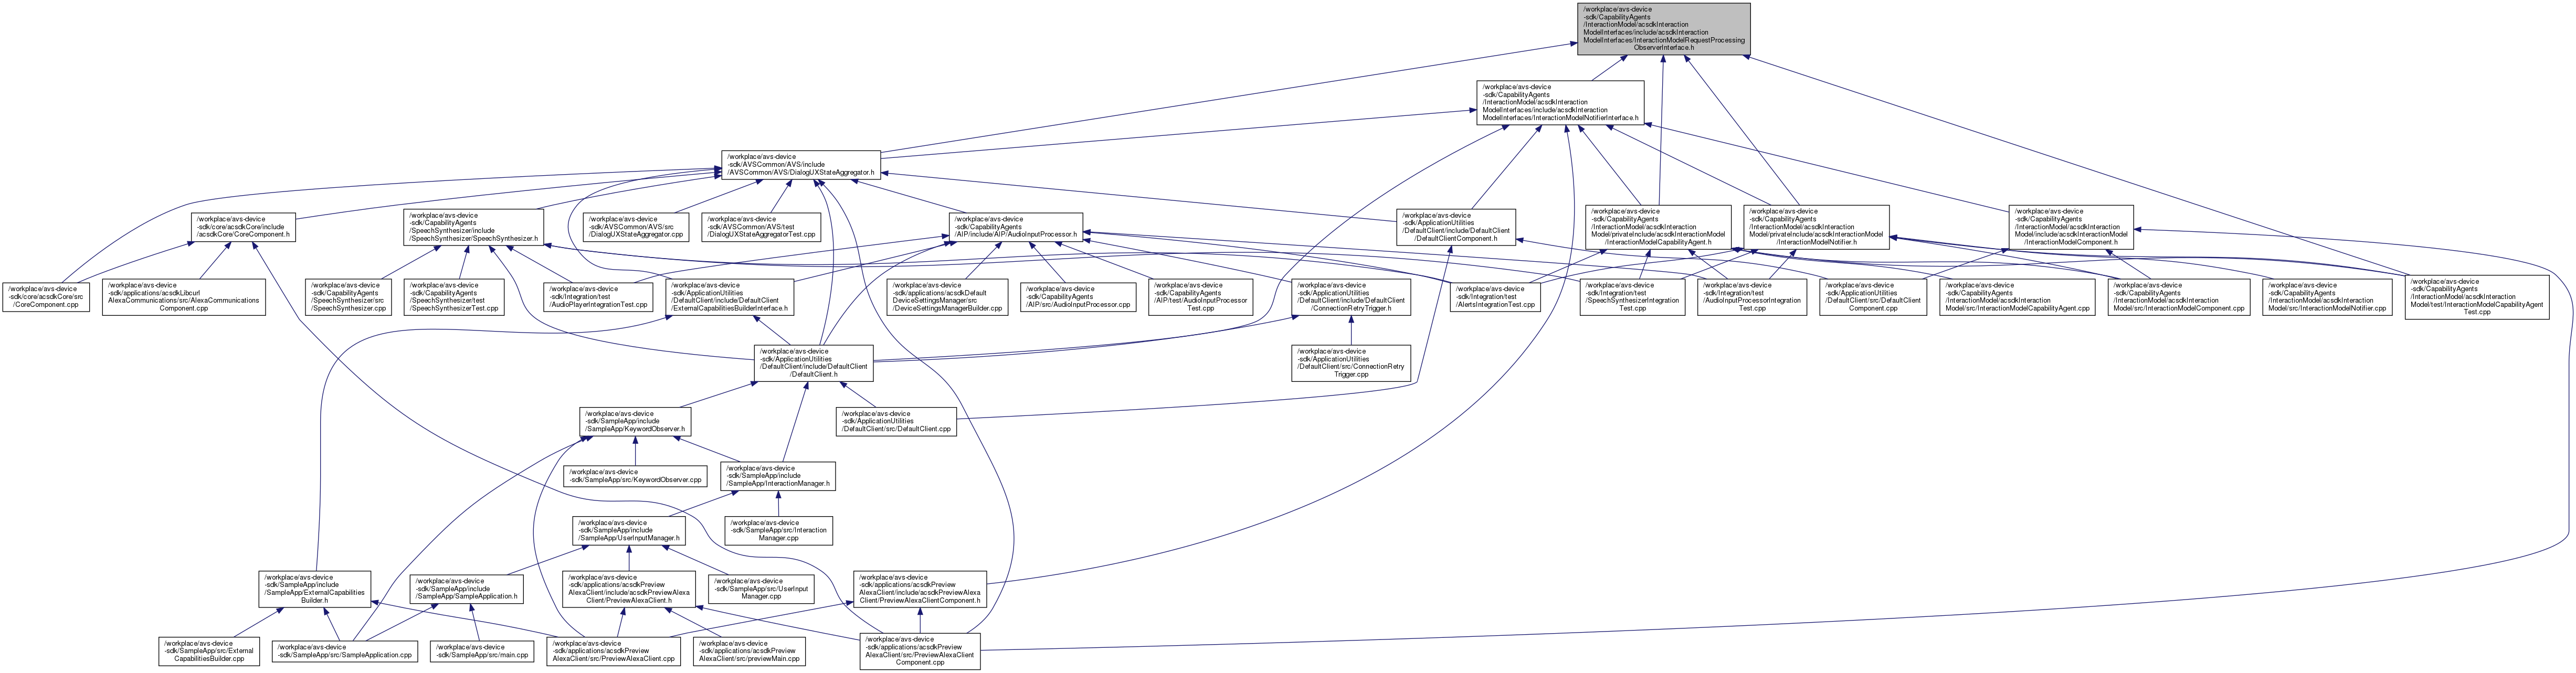 /workplace/avs-device
-sdk/CapabilityAgents
/InteractionModel/acsdkInteraction
ModelInterfaces/include/acsdkInteraction
ModelInterfaces/InteractionModelRequestProcessing
ObserverInterface.h
/workplace/avs-device
-sdk/CapabilityAgents
/InteractionModel/acsdkInteraction
ModelInterfaces/include/acsdkInteraction
ModelInterfaces/InteractionModelNotifierInterface.h
/workplace/avs-device
-sdk/AVSCommon/AVS/include
/AVSCommon/AVS/DialogUXStateAggregator.h
/workplace/avs-device
-sdk/core/acsdkCore/include
/acsdkCore/CoreComponent.h
/workplace/avs-device
-sdk/CapabilityAgents
/SpeechSynthesizer/include
/SpeechSynthesizer/SpeechSynthesizer.h
/workplace/avs-device
-sdk/AVSCommon/AVS/src
/DialogUXStateAggregator.cpp
/workplace/avs-device
-sdk/AVSCommon/AVS/test
/DialogUXStateAggregatorTest.cpp
/workplace/avs-device
-sdk/CapabilityAgents
/AIP/include/AIP/AudioInputProcessor.h
/workplace/avs-device
-sdk/ApplicationUtilities
/DefaultClient/include/DefaultClient
/DefaultClientComponent.h
/workplace/avs-device
-sdk/CapabilityAgents
/InteractionModel/acsdkInteraction
Model/privateInclude/acsdkInteractionModel
/InteractionModelCapabilityAgent.h
/workplace/avs-device
-sdk/CapabilityAgents
/InteractionModel/acsdkInteraction
Model/privateInclude/acsdkInteractionModel
/InteractionModelNotifier.h
/workplace/avs-device
-sdk/CapabilityAgents
/InteractionModel/acsdkInteraction
Model/include/acsdkInteractionModel
/InteractionModelComponent.h
/workplace/avs-device
-sdk/core/acsdkCore/src
/CoreComponent.cpp
/workplace/avs-device
-sdk/applications/acsdkLibcurl
AlexaCommunications/src/AlexaCommunications
Component.cpp
/workplace/avs-device
-sdk/CapabilityAgents
/SpeechSynthesizer/src
/SpeechSynthesizer.cpp
/workplace/avs-device
-sdk/CapabilityAgents
/SpeechSynthesizer/test
/SpeechSynthesizerTest.cpp
/workplace/avs-device
-sdk/Integration/test
/AudioPlayerIntegrationTest.cpp
/workplace/avs-device
-sdk/ApplicationUtilities
/DefaultClient/include/DefaultClient
/ExternalCapabilitiesBuilderInterface.h
/workplace/avs-device
-sdk/applications/acsdkDefault
DeviceSettingsManager/src
/DeviceSettingsManagerBuilder.cpp
/workplace/avs-device
-sdk/CapabilityAgents
/AIP/src/AudioInputProcessor.cpp
/workplace/avs-device
-sdk/CapabilityAgents
/AIP/test/AudioInputProcessor
Test.cpp
/workplace/avs-device
-sdk/ApplicationUtilities
/DefaultClient/include/DefaultClient
/ConnectionRetryTrigger.h
/workplace/avs-device
-sdk/Integration/test
/AlertsIntegrationTest.cpp
/workplace/avs-device
-sdk/Integration/test
/SpeechSynthesizerIntegration
Test.cpp
/workplace/avs-device
-sdk/Integration/test
/AudioInputProcessorIntegration
Test.cpp
/workplace/avs-device
-sdk/ApplicationUtilities
/DefaultClient/src/DefaultClient
Component.cpp
/workplace/avs-device
-sdk/CapabilityAgents
/InteractionModel/acsdkInteraction
Model/src/InteractionModelCapabilityAgent.cpp
/workplace/avs-device
-sdk/CapabilityAgents
/InteractionModel/acsdkInteraction
Model/src/InteractionModelComponent.cpp
/workplace/avs-device
-sdk/CapabilityAgents
/InteractionModel/acsdkInteraction
Model/src/InteractionModelNotifier.cpp
/workplace/avs-device
-sdk/CapabilityAgents
/InteractionModel/acsdkInteraction
Model/test/InteractionModelCapabilityAgent
Test.cpp
/workplace/avs-device
-sdk/ApplicationUtilities
/DefaultClient/include/DefaultClient
/DefaultClient.h
/workplace/avs-device
-sdk/ApplicationUtilities
/DefaultClient/src/ConnectionRetry
Trigger.cpp
/workplace/avs-device
-sdk/SampleApp/include
/SampleApp/KeywordObserver.h
/workplace/avs-device
-sdk/ApplicationUtilities
/DefaultClient/src/DefaultClient.cpp
/workplace/avs-device
-sdk/SampleApp/src/KeywordObserver.cpp
/workplace/avs-device
-sdk/SampleApp/include
/SampleApp/InteractionManager.h
/workplace/avs-device
-sdk/SampleApp/include
/SampleApp/UserInputManager.h
/workplace/avs-device
-sdk/SampleApp/src/Interaction
Manager.cpp
/workplace/avs-device
-sdk/SampleApp/include
/SampleApp/ExternalCapabilities
Builder.h
/workplace/avs-device
-sdk/SampleApp/include
/SampleApp/SampleApplication.h
/workplace/avs-device
-sdk/applications/acsdkPreview
AlexaClient/include/acsdkPreviewAlexa
Client/PreviewAlexaClient.h
/workplace/avs-device
-sdk/SampleApp/src/UserInput
Manager.cpp
/workplace/avs-device
-sdk/applications/acsdkPreview
AlexaClient/include/acsdkPreviewAlexa
Client/PreviewAlexaClientComponent.h
/workplace/avs-device
-sdk/SampleApp/src/External
CapabilitiesBuilder.cpp
/workplace/avs-device
-sdk/SampleApp/src/SampleApplication.cpp
/workplace/avs-device
-sdk/SampleApp/src/main.cpp
/workplace/avs-device
-sdk/applications/acsdkPreview
AlexaClient/src/PreviewAlexaClient.cpp
/workplace/avs-device
-sdk/applications/acsdkPreview
AlexaClient/src/previewMain.cpp
/workplace/avs-device
-sdk/applications/acsdkPreview
AlexaClient/src/PreviewAlexaClient
Component.cpp